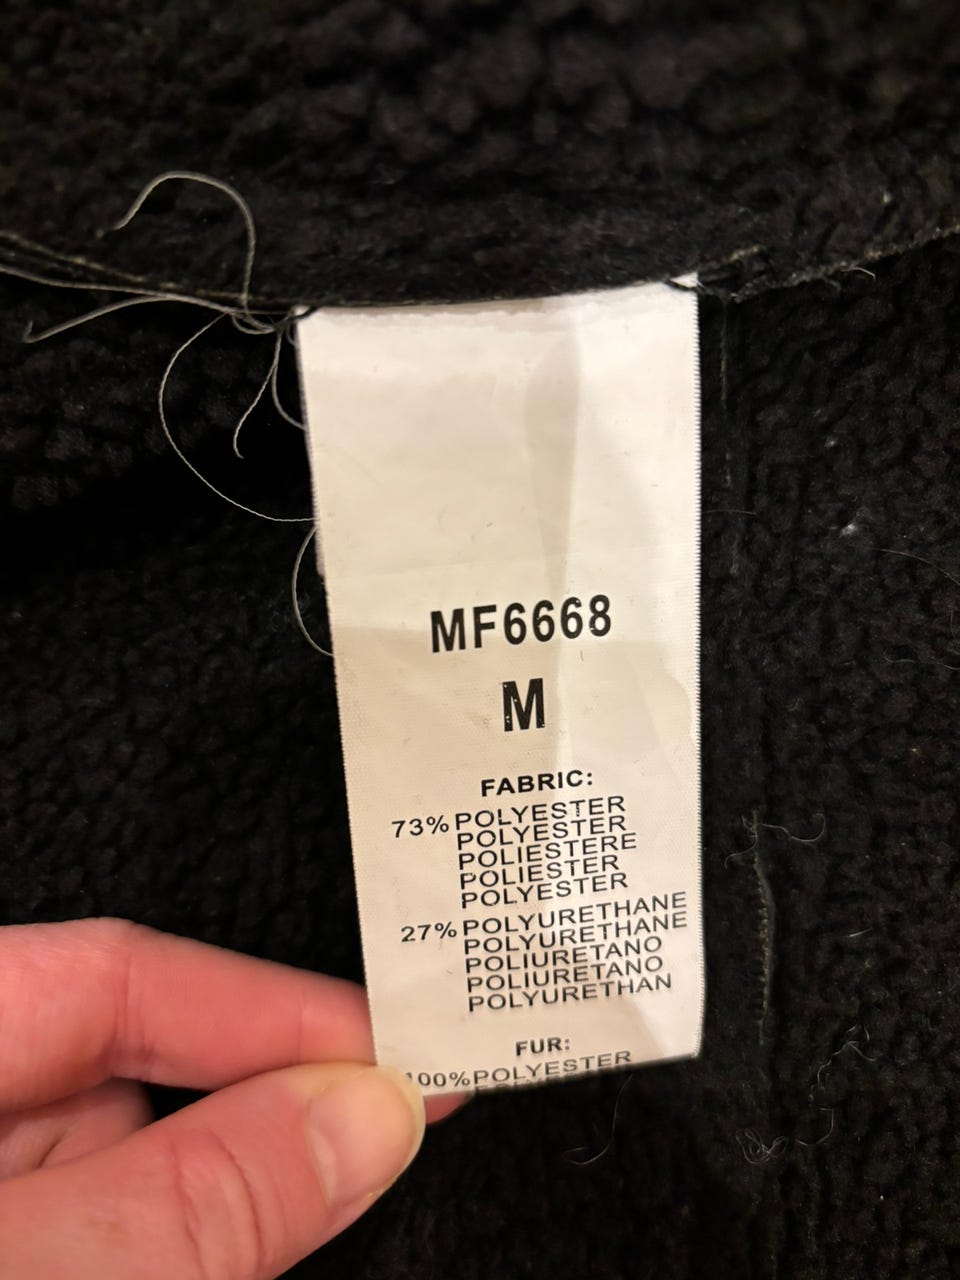 MF6668
M
FABRIC:
73% POLYESTER
POLYESTER
POLIESTERE
POLIESTER
POLYESTER
27% POLYURETHANE
POLYURETHANE
POLIURETANO
POLIURETANO
POLYURETHAN
FUR:
100% POLYESTER